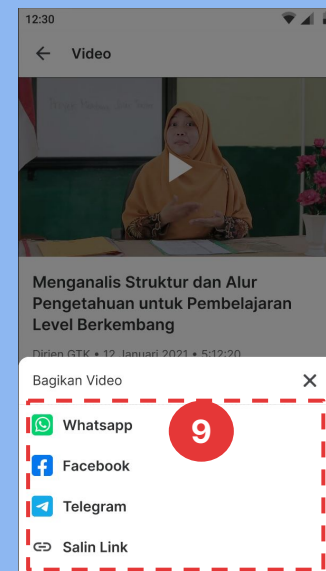 12:30
Video
Menganalis Struktur dan Alur
Pengetahuan untuk Pembelajaran
Level Berkembang
Dirjen GTK • 12 Januari 2021 • 5:12:20
Bagikan Video
Whatsapp
9
Facebook
Telegram
Salin Link